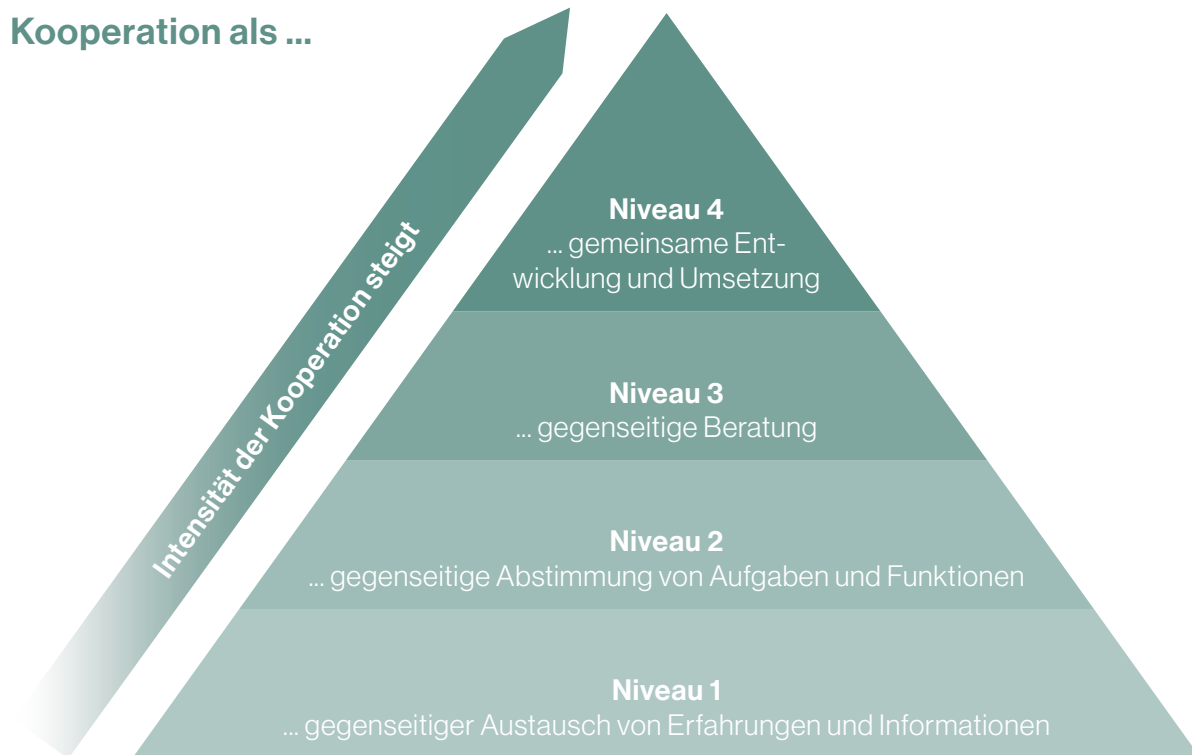 Kooperation als ...
Intensität der Kooperation steigt
Niveau 4
... gemeinsame Ent-
wicklung und Umsetzung
Niveau 3
... gegenseitige Beratung
Niveau 2
... gegenseitige Abstimmung von Aufgaben und Funktionen
Niveau 1
... gegenseitiger Austausch von Erfahrungen und Informationen